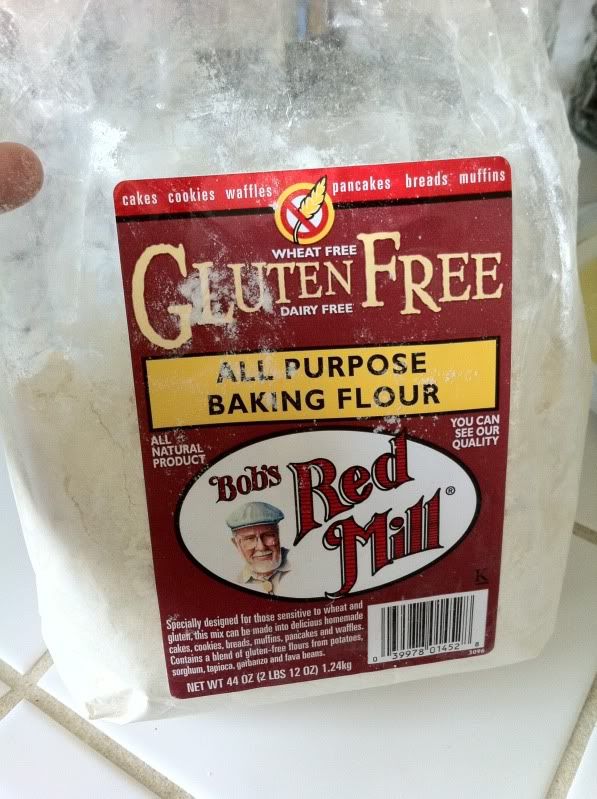 cakes cookies waffles pancakes breads muffins
WHEAT FREE
GLUTEN FREE
DAIRY FREE
ALL PURPOSE
BAKING FLOUR
ALL
NATURAL
PRODUCT
YOU CAN
SEE OUR
QUALITY
Bob's
Red
Mill®
K
Specially designed for those sensitive to wheat and
gluten, this mix can be made into delicious homemade
cakes, cookies, breads, muffins, pancakes and waffles.
Contains a blend of gluten-free flours from potatoes,
sorghum, tapioca, garbanzo and fava beans.
NET WT 44 OZ (2 LBS 12 OZ) 1.24kg
0 39978 01452 8
3096